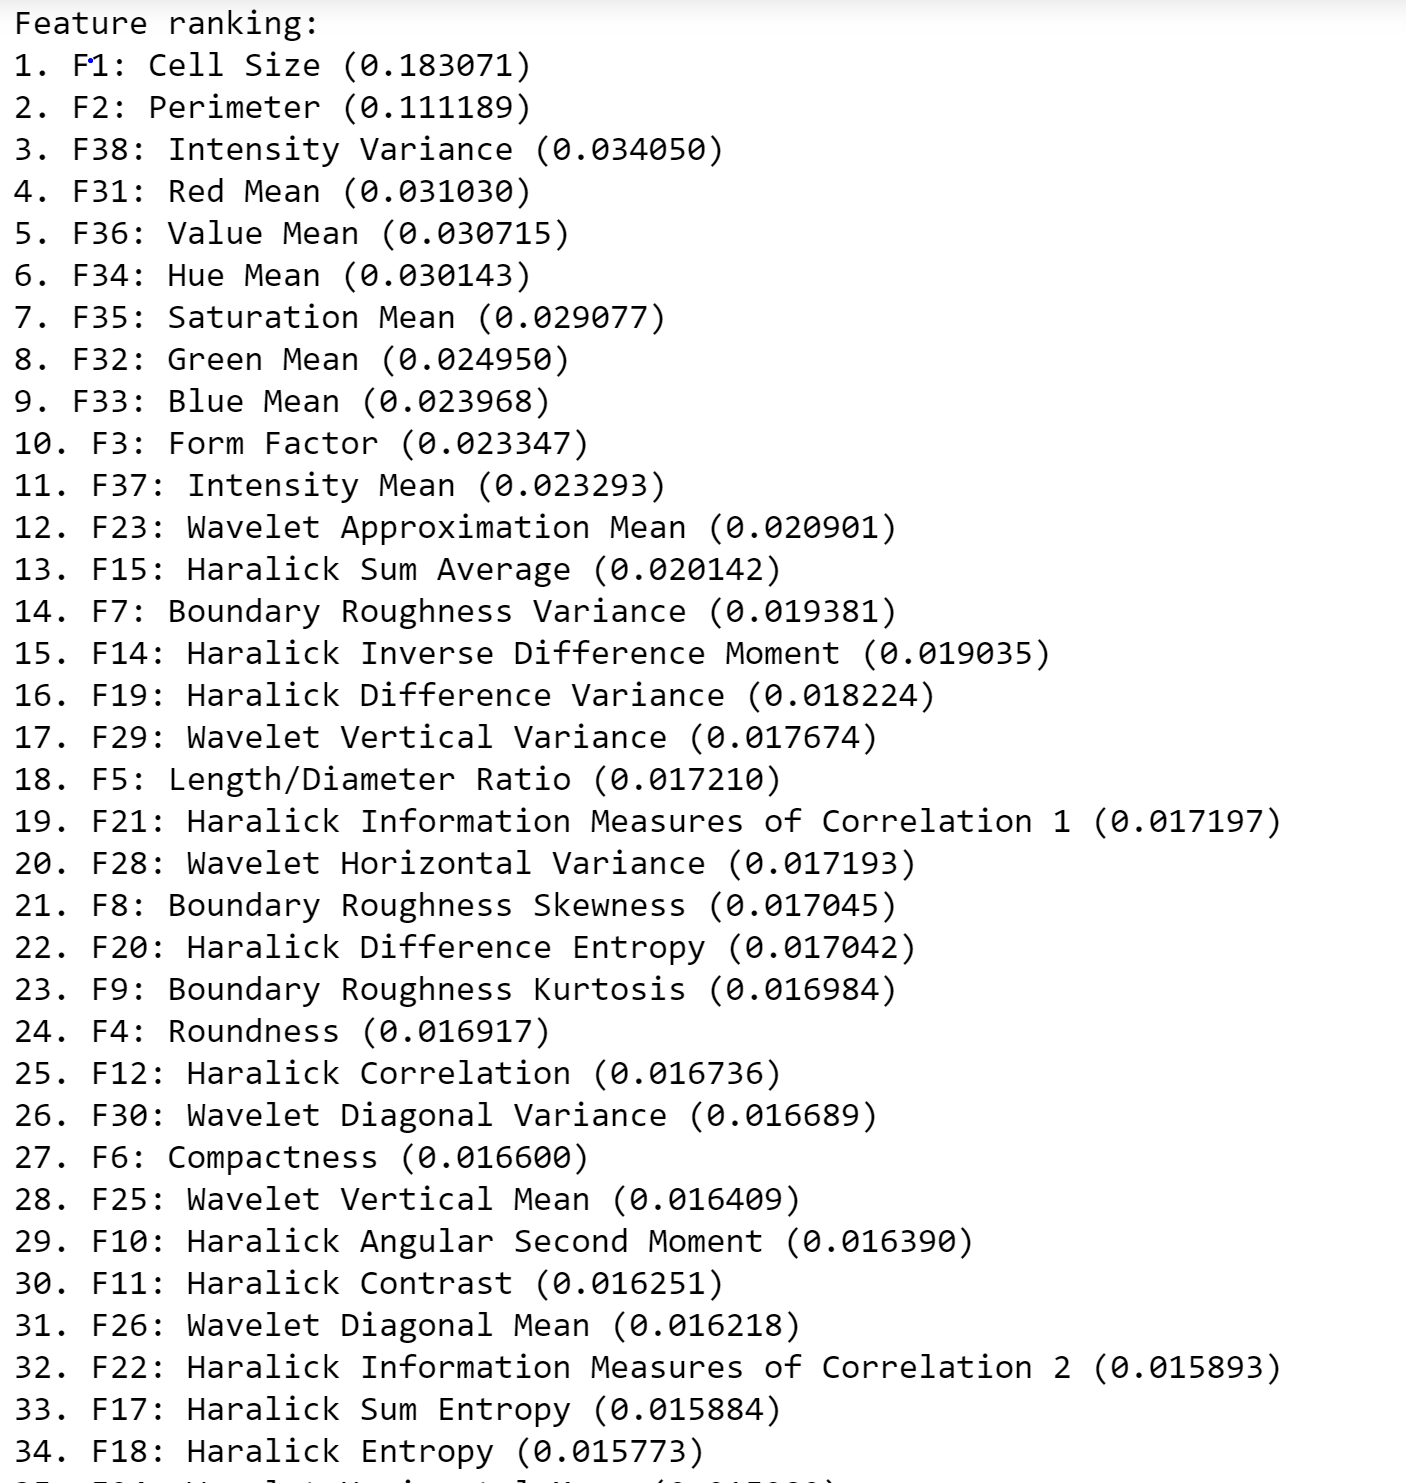 Feature ranking:
1. F1: Cell Size (0.183071)
2. F2: Perimeter (0.111189)
3. F38: Intensity Variance (0.034050)
4. F31: Red Mean (0.031030)
5. F36: Value Mean (0.030715)
6. F34: Hue Mean (0.030143)
7. F35: Saturation Mean (0.029077)
8. F32: Green Mean (0.024950)
9. F33: Blue Mean (0.023968)
10. F3: Form Factor (0.023347)
11. F37: Intensity Mean (0.023293)
12. F23: Wavelet Approximation Mean (0.020901)
13. F15: Haralick Sum Average (0.020142)
14. F7: Boundary Roughness Variance (0.019381)
15. F14: Haralick Inverse Difference Moment (0.019035)
16. F19: Haralick Difference Variance (0.018224)
17. F29: Wavelet Vertical Variance (0.017674)
18. F5: Length/Diameter Ratio (0.017210)
19. F21: Haralick Information Measures of Correlation 1 (0.017197)
20. F28: Wavelet Horizontal Variance (0.017193)
21. F8: Boundary Roughness Skewness (0.017045)
22. F20: Haralick Difference Entropy (0.017042)
23. F9: Boundary Roughness Kurtosis (0.016984)
24. F4: Roundness (0.016917)
25. F12: Haralick Correlation (0.016736)
26. F30: Wavelet Diagonal Variance (0.016689)
27. F6: Compactness (0.016600)
28. F25: Wavelet Vertical Mean (0.016409)
29. F10: Haralick Angular Second Moment (0.016390)
30. F11: Haralick Contrast (0.016251)
31. F26: Wavelet Diagonal Mean (0.016218)
32. F22: Haralick Information Measures of Correlation 2 (0.015893)
33. F17: Haralick Sum Entropy (0.015884)
34. F18: Haralick Entropy (0.015773)